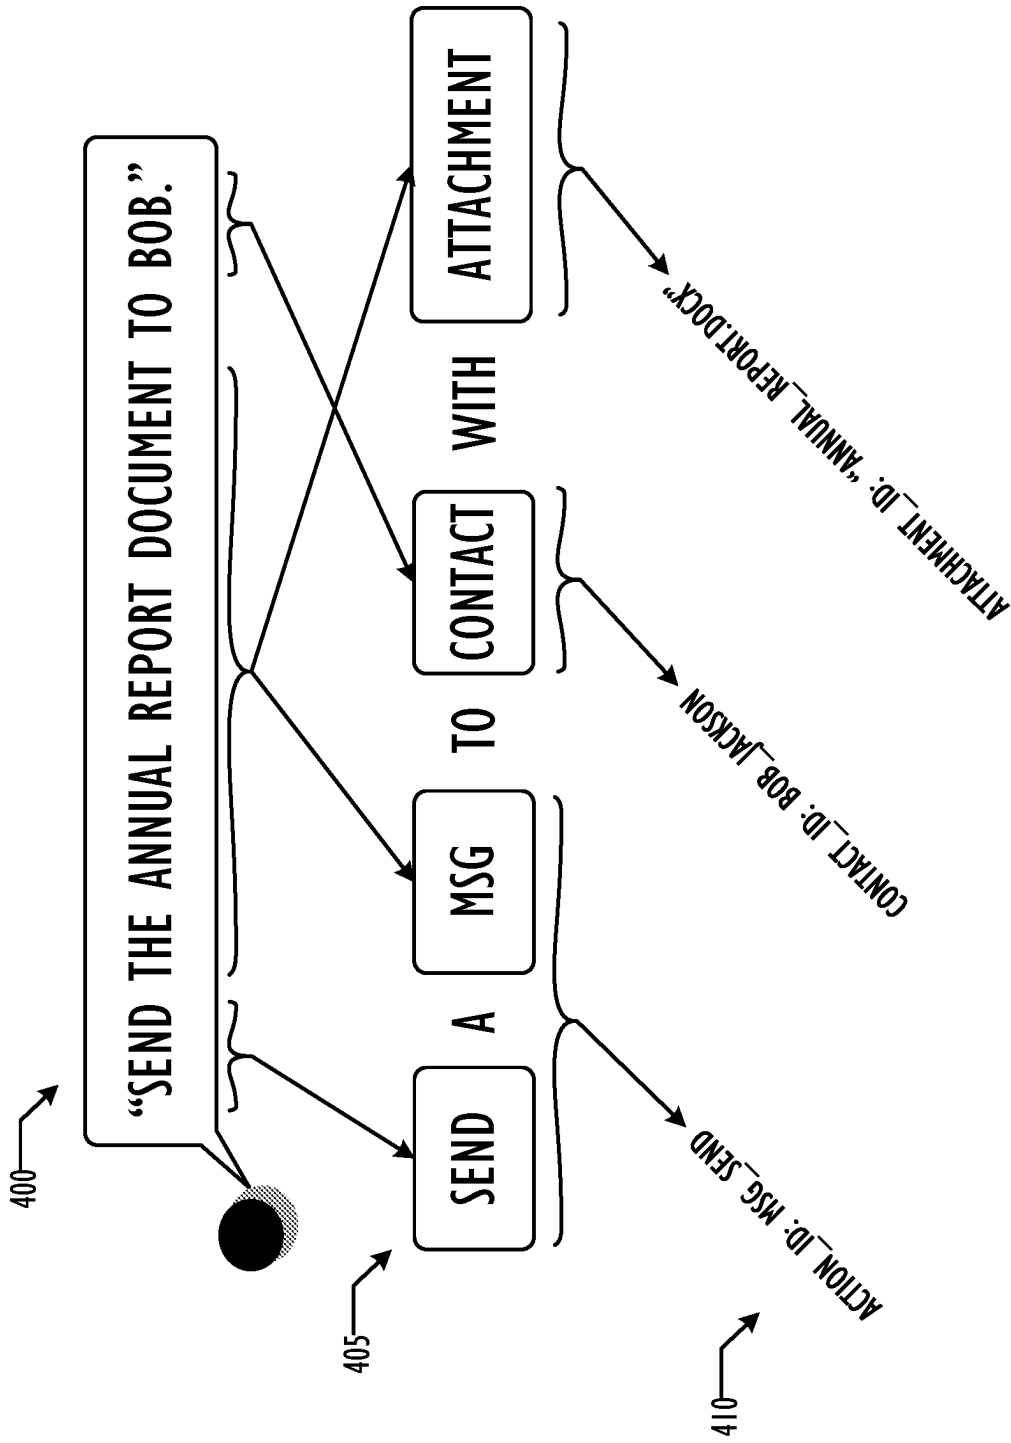 400
“SEND THE ANNUAL REPORT DOCUMENT TO BOB.”
405
SEND A MSG TO CONTACT WITH ATTACHMENT
410
ACTION_ID: MSG_SEND
CONTACT_ID: BOB_JACKSON
ATTACHMENT_ID: “ANNUAL_REPORT.DOCX”